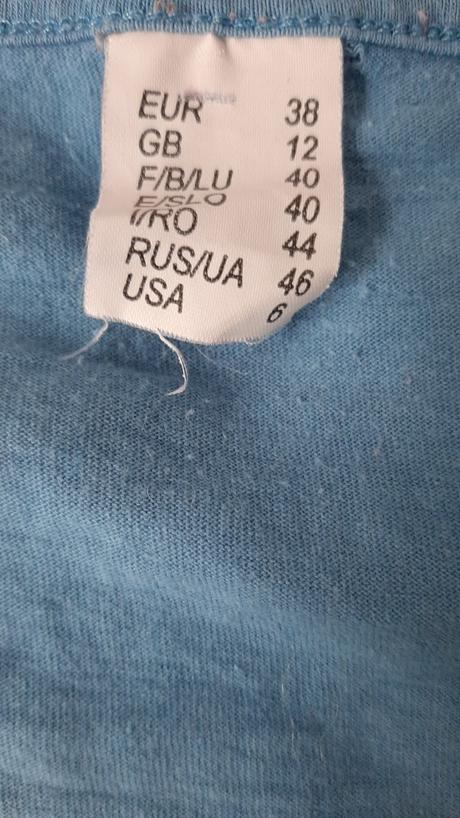 EUR 38
GB 12
F/B/LU 40
E/SLO 40
I/RO 44
RUS/UA 46
USA 6